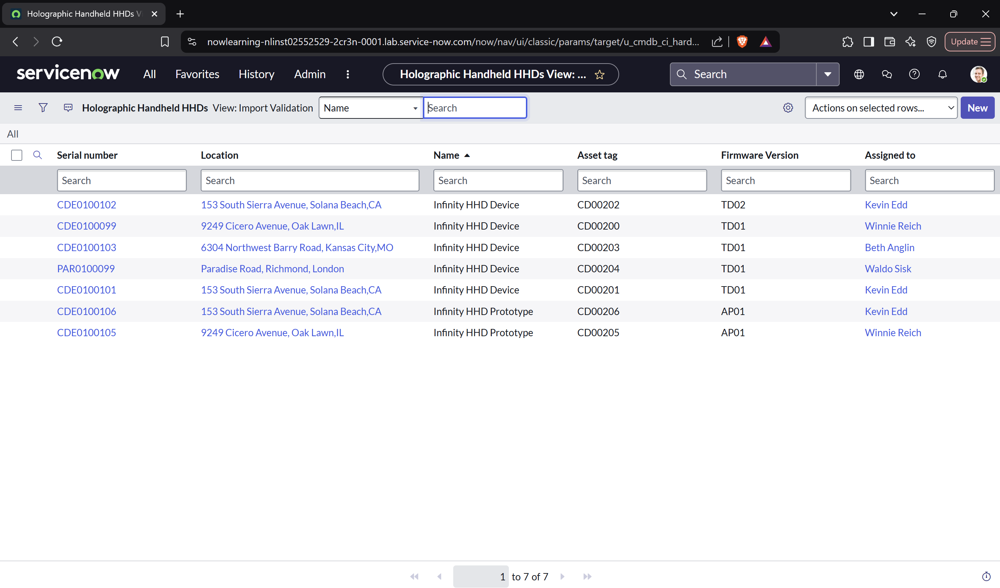 Holographic Handheld HHDs V
nowlearning-nlinst02552529-2cr3n-0001.lab.service-now.com/now/nav/ui/classic/params/target/u_cmdb_ci_hard... Update
servicenow All Favorites History Admin Holographic Handheld HHDs View: ... Search
Holographic Handheld HHDs View: Import Validation Name Search Actions on selected rows... New
All
Serial number Location Name Asset tag Firmware Version Assigned to
Search Search Search Search Search Search
CDE0100102 153 South Sierra Avenue, Solana Beach,CA Infinity HHD Device CD00202 TD02 Kevin Edd
CDE0100099 9249 Cicero Avenue, Oak Lawn,IL Infinity HHD Device CD00200 TD01 Winnie Reich
CDE0100103 6304 Northwest Barry Road, Kansas City,MO Infinity HHD Device CD00203 TD01 Beth Anglin
PAR0100099 Paradise Road, Richmond, London Infinity HHD Device CD00204 TD01 Waldo Sisk
CDE0100101 153 South Sierra Avenue, Solana Beach,CA Infinity HHD Device CD00201 TD01 Kevin Edd
CDE0100106 153 South Sierra Avenue, Solana Beach,CA Infinity HHD Prototype CD00206 AP01 Kevin Edd
CDE0100105 9249 Cicero Avenue, Oak Lawn,IL Infinity HHD Prototype CD00205 AP01 Winnie Reich
1 to 7 of 7